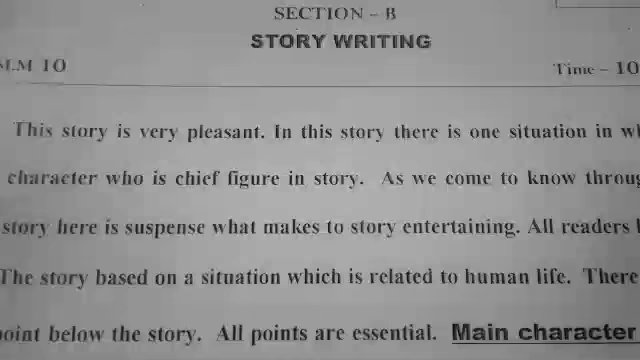 SECTION – B
STORY WRITING
M.M 10 Time – 10
This story is very pleasant. In this story there is one situation in
character who is chief figure in story. As we come to know
story here is suspense what makes to story entertaining. All readers
The story based on a situation which is related to human life. There
point below the story. All points are essential. Main character